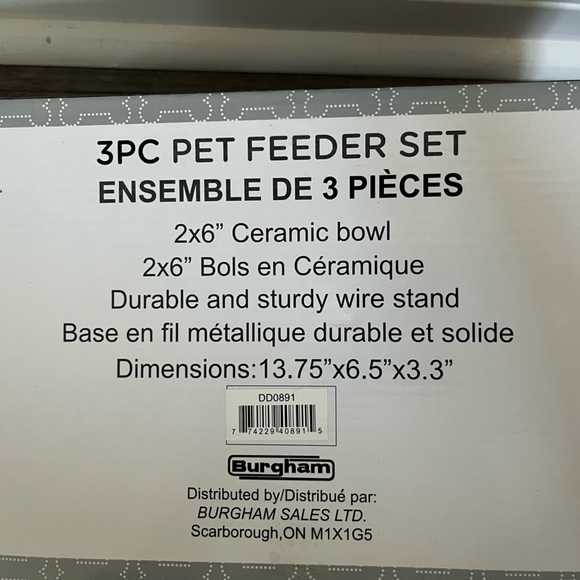 3PC PET FEEDER SET
ENSEMBLE DE 3 PIÈCES
2x6” Ceramic bowl
2x6” Bols en Céramique
Durable and sturdy wire stand
Base en fil métallique durable et solide
Dimensions:13.75”x6.5”x3.3”
DD0891
7 74229 40891 5
Burgham
Distributed by/Distribué par:
BURGHAM SALES LTD.
Scarborough,ON M1X1G5